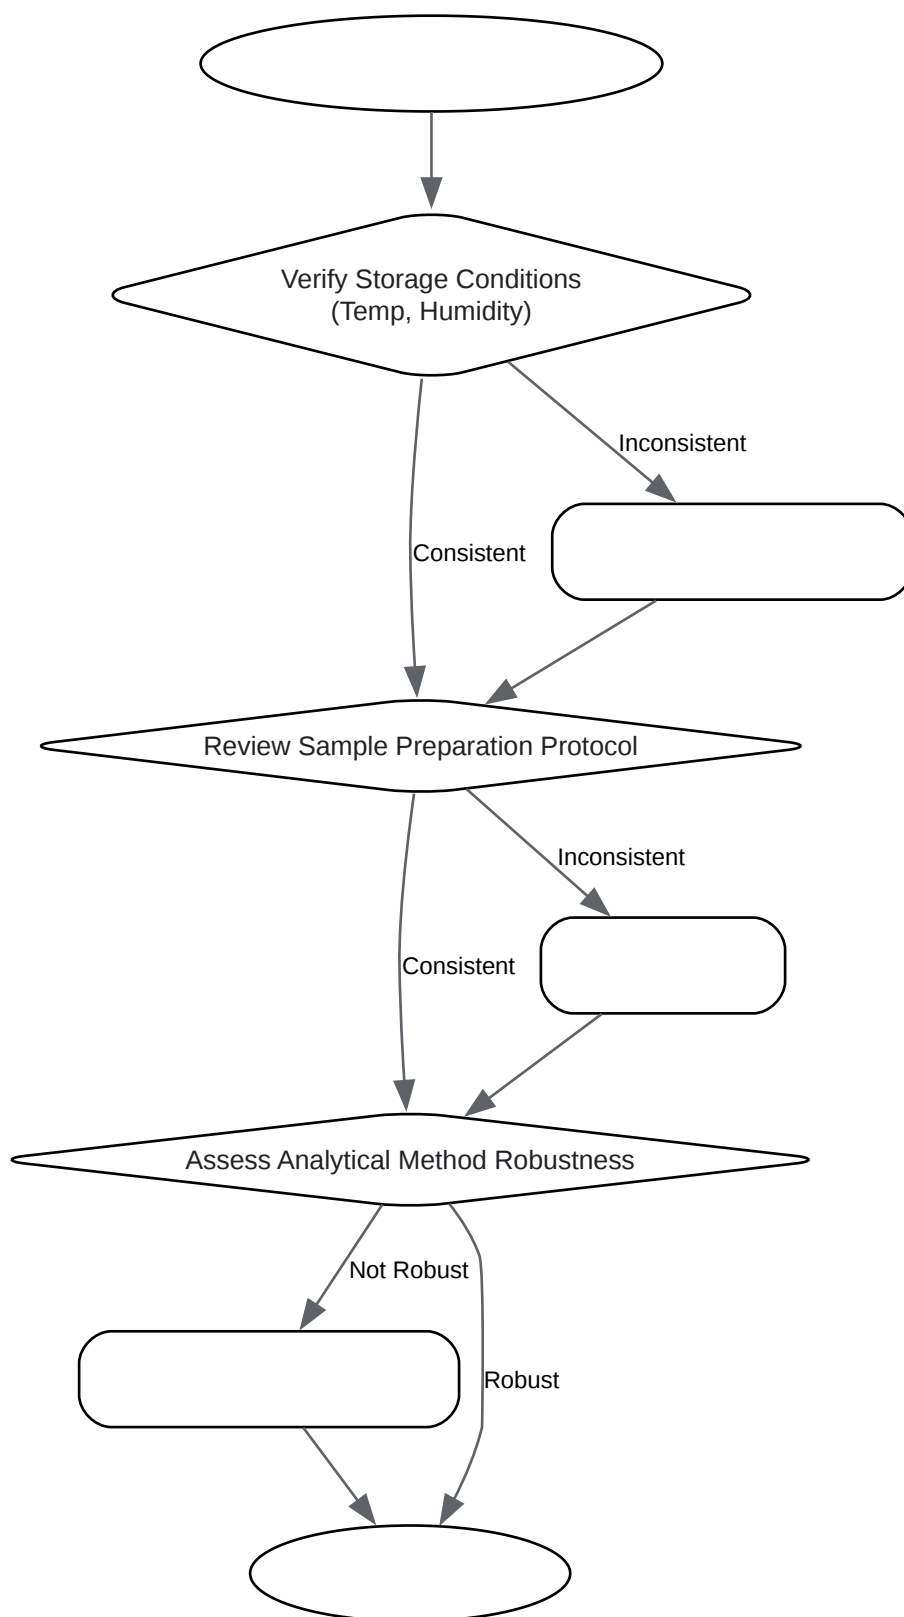 Verify Storage Conditions
(Temp, Humidity)
Inconsistent
Consistent
Review Sample Preparation Protocol
Inconsistent
Consistent
Assess Analytical Method Robustness
Not Robust
Robust